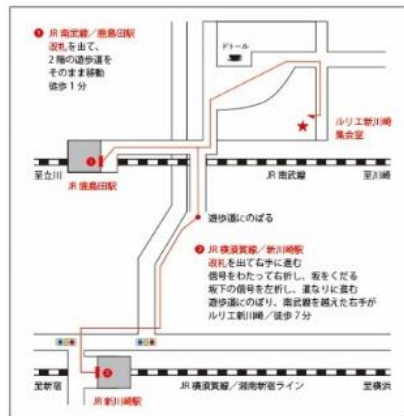 ❶ JR 南武線／鹿島田駅
改札を出て、
2階の遊歩道を
そのまま移動
徒歩1分
ドトール
ルリエ新川崎
集会室
❶
至立川
JR 鹿島田駅
JR 南武線
至川崎
遊歩道にのぼる
❷ JR 横須賀線／新川崎駅
改札を出て右手に進む
信号をわたって右折し、坂をくだる
坂下の信号を左折し、道なりに進む
遊歩道にのぼり、南武線を越えた右手が
ルリエ新川崎／徒歩7分
❷
至新宿
JR 新川崎駅
JR 横須賀線／湘南新宿ライン
至横浜